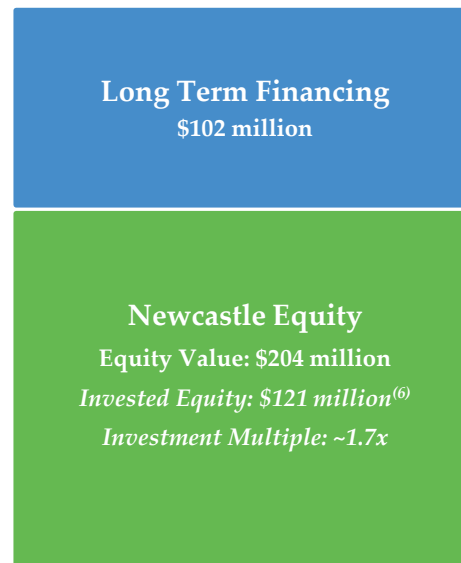 Long Term Financing
$102 million
Newcastle Equity
Equity Value: $204 million
Invested Equity: $121 million(6)
Investment Multiple: ~1.7x